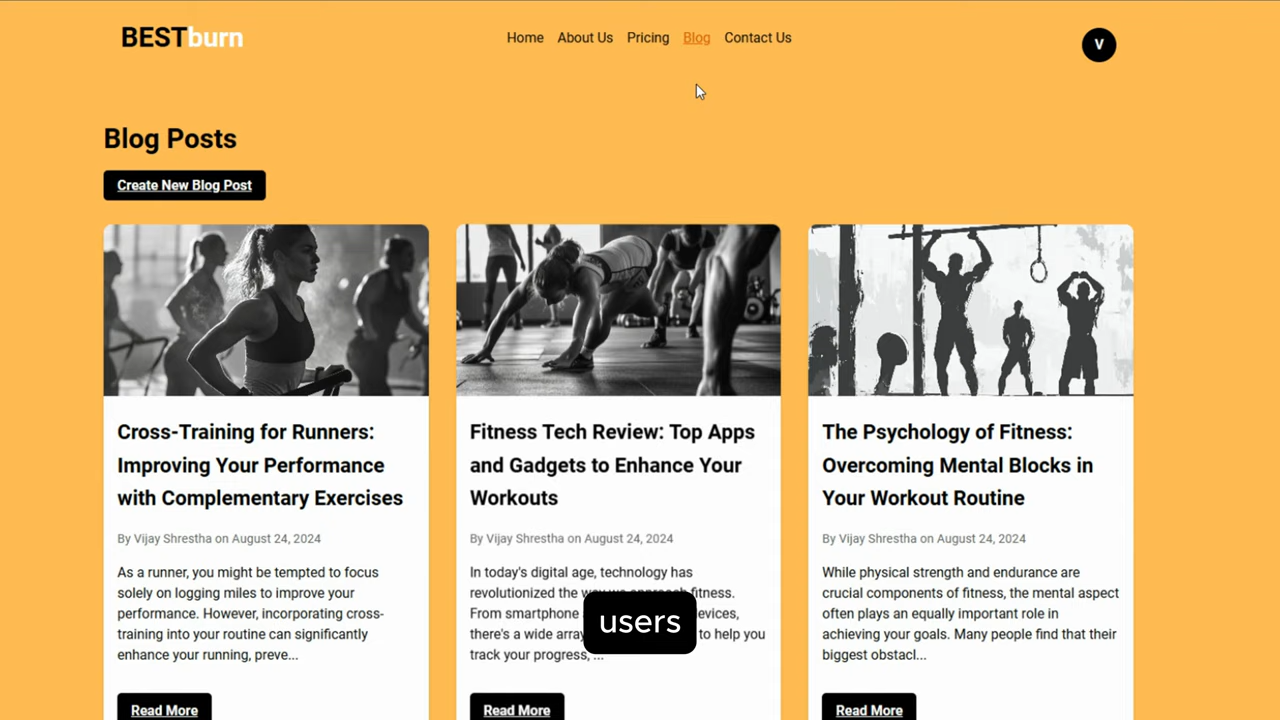 BESTburn
Home About Us Pricing Blog Contact Us
V
Blog Posts
Create New Blog Post
Cross-Training for Runners:
Improving Your Performance
with Complementary Exercises
By Vijay Shrestha on August 24, 2024
As a runner, you might be tempted to focus
solely on logging miles to improve your
performance. However, incorporating cross-
training into your routine can significantly
enhance your running, preve...
Read More
Fitness Tech Review: Top Apps
and Gadgets to Enhance Your
Workouts
By Vijay Shrestha on August 24, 2024
In today's digital age, technology has
revolutionized the way we approach fitness.
From smartphone evices,
there's a wide array to help you
track your progress, ...
Read More
The Psychology of Fitness:
Overcoming Mental Blocks in
Your Workout Routine
By Vijay Shrestha on August 24, 2024
While physical strength and endurance are
crucial components of fitness, the mental aspect
often plays an equally important role in
achieving your goals. Many people find that their
biggest obstacl...
Read More
users